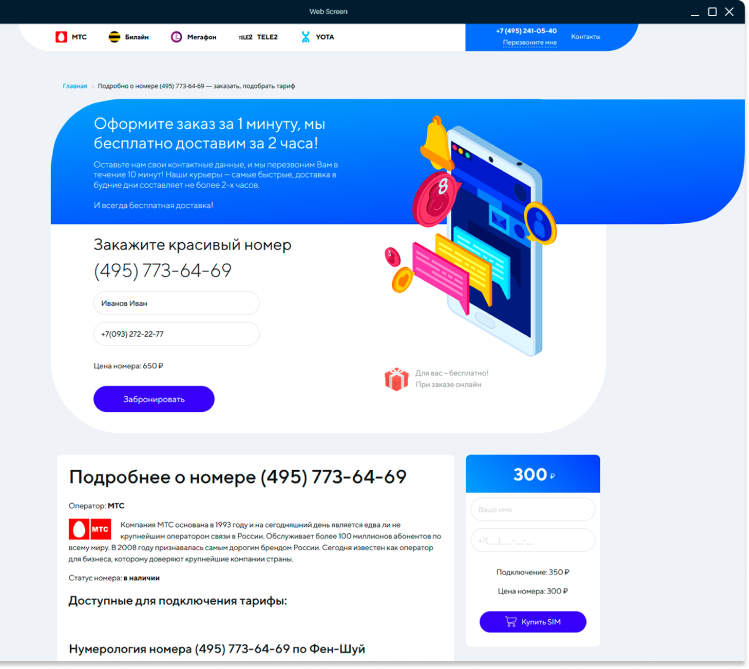 Web Screen
МТС
Билайн
Мегафон
TELE2 TELE2
YOTA
+7 (495) 241-05-40
Перезвоните мне
Контакты
Главная
Подробно о номере (495) 773-64-69 — заказать, подобрать тариф
Оформите заказ за 1 минуту, мы
бесплатно доставим за 2 часа!
Оставьте нам свои контактные данные, и мы перезвоним Вам в
течение 10 минут! Наши курьеры — самые быстрые, доставка в
будние дни составляет не более 2-х часов.
И всегда бесплатная доставка!
8
Закажите красивый номер
(495) 773-64-69
Иванов Иван
+7(093) 272-22-77
Цена номера: 650 ₽
Забронировать
Для вас – бесплатно!
При заказе онлайн
Подробнее о номере (495) 773-64-69
Оператор: МТС
МТС
Компания МТС основана в 1993 году и на сегодняшний день является едва ли не
крупнейшим оператором связи в России. Обслуживает более 100 миллионов абонентов по
всему миру. В 2008 году признавалась самым дорогим брендом России. Сегодня известен как оператор
для бизнеса, которому доверяют крупнейшие компании страны.
Статус номера: в наличии
Доступные для подключения тарифы:
Нумерология номера (495) 773-64-69 по Фен-Шуй
300 ₽
Ваше имя
+7(___)___-__-__
Подключение: 350 ₽
Цена номера: 300 ₽
Купить SIM